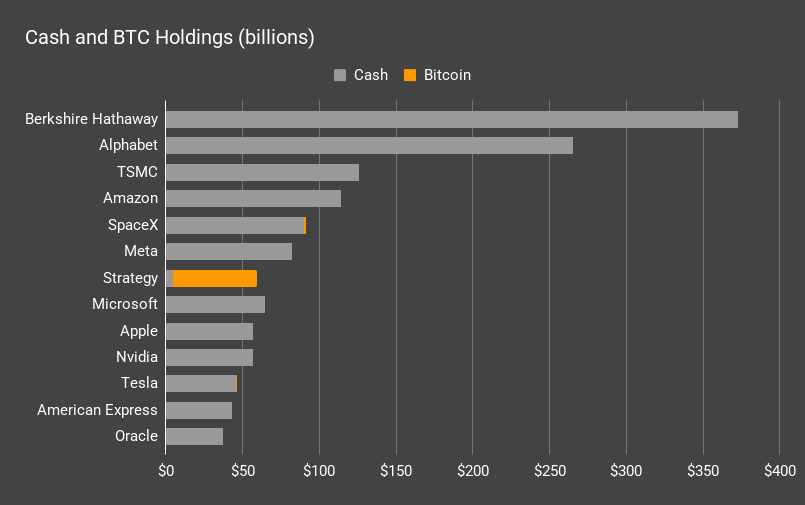 Cash and BTC Holdings (billions)
Cash Bitcoin
Berkshire Hathaway
Alphabet
TSMC
Amazon
SpaceX
Meta
Strategy
Microsoft
Apple
Nvidia
Tesla
American Express
Oracle
$0 $50 $100 $150 $200 $250 $300 $350 $400